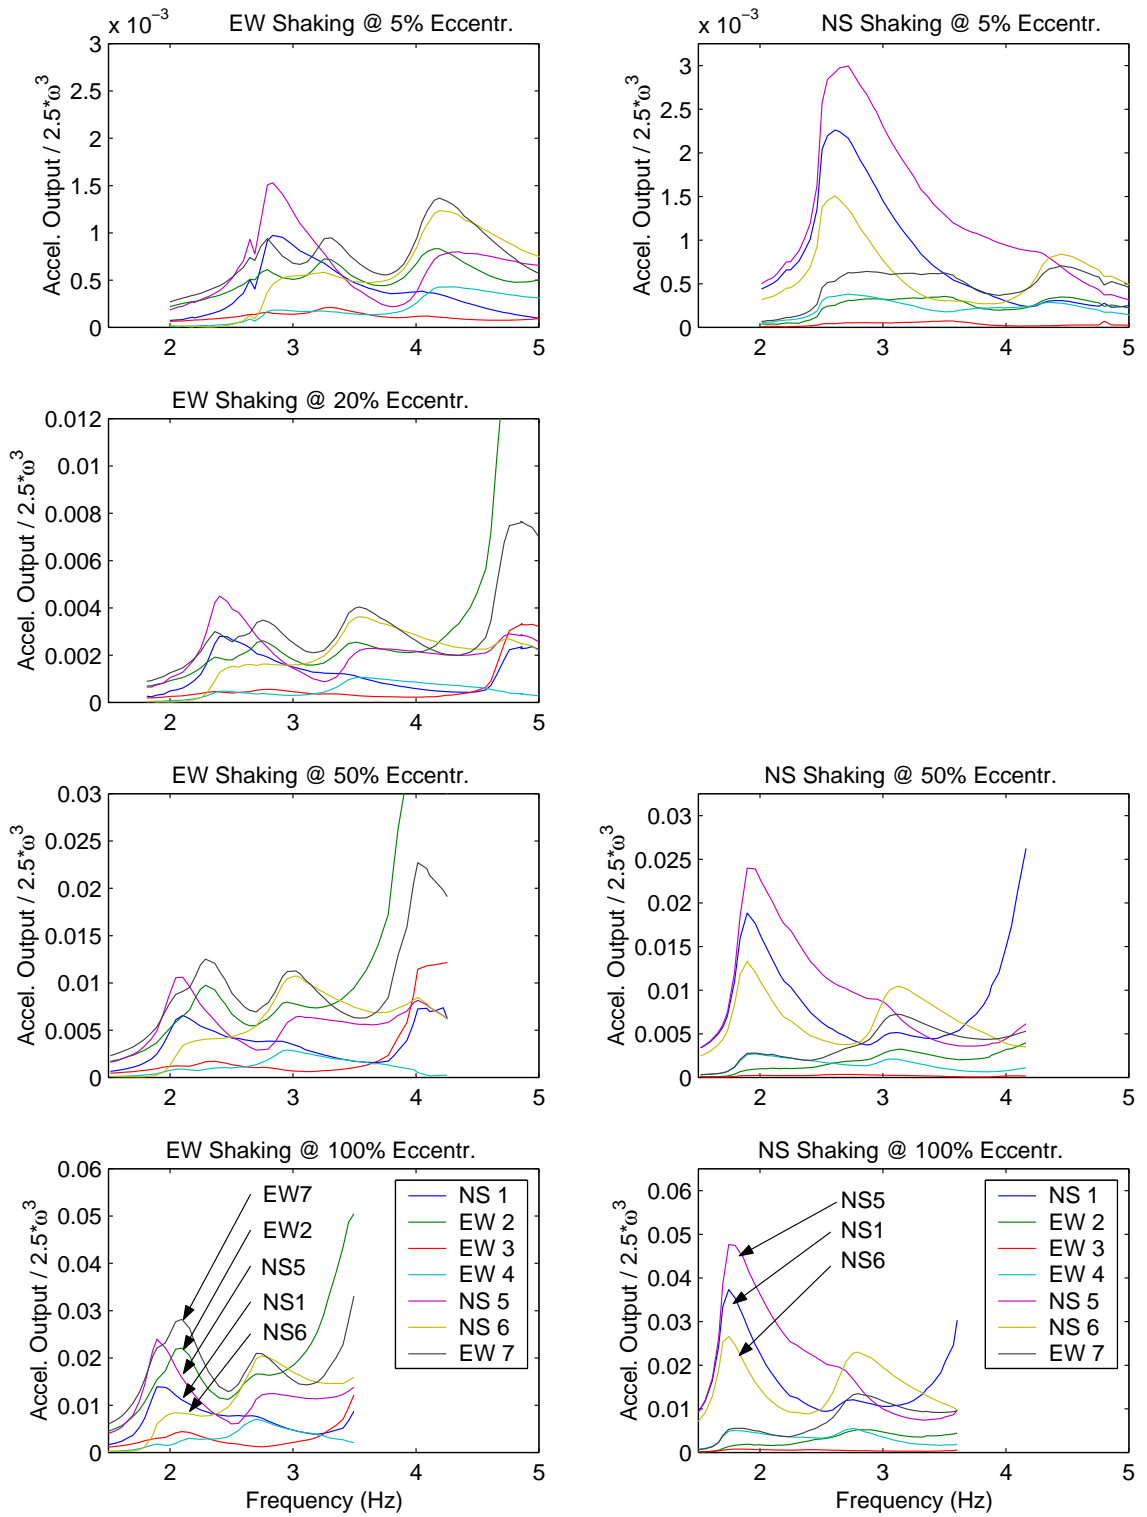 x 10⁻³
EW Shaking @ 5% Eccentr.
3
2.5
2
1.5
1
0.5
0
Accel. Output / 2.5*ω³
2 3 4 5
x 10⁻³
NS Shaking @ 5% Eccentr.
3
2.5
2
1.5
1
0.5
0
Accel. Output / 2.5*ω³
2 3 4 5
EW Shaking @ 20% Eccentr.
0.012
0.01
0.008
0.006
0.004
0.002
0
Accel. Output / 2.5*ω³
2 3 4 5
EW Shaking @ 50% Eccentr.
0.03
0.025
0.02
0.015
0.01
0.005
0
Accel. Output / 2.5*ω³
2 3 4 5
NS Shaking @ 50% Eccentr.
0.03
0.025
0.02
0.015
0.01
0.005
0
Accel. Output / 2.5*ω³
2 3 4 5
EW Shaking @ 100% Eccentr.
0.06
0.05
0.04
0.03
0.02
0.01
0
Accel. Output / 2.5*ω³
EW7
EW2
NS5
NS1
NS6
NS 1
EW 2
EW 3
EW 4
NS 5
NS 6
EW 7
2 3 4 5
Frequency (Hz)
NS Shaking @ 100% Eccentr.
0.06
0.05
0.04
0.03
0.02
0.01
0
Accel. Output / 2.5*ω³
NS5
NS1
NS6
NS 1
EW 2
EW 3
EW 4
NS 5
NS 6
EW 7
2 3 4 5
Frequency (Hz)